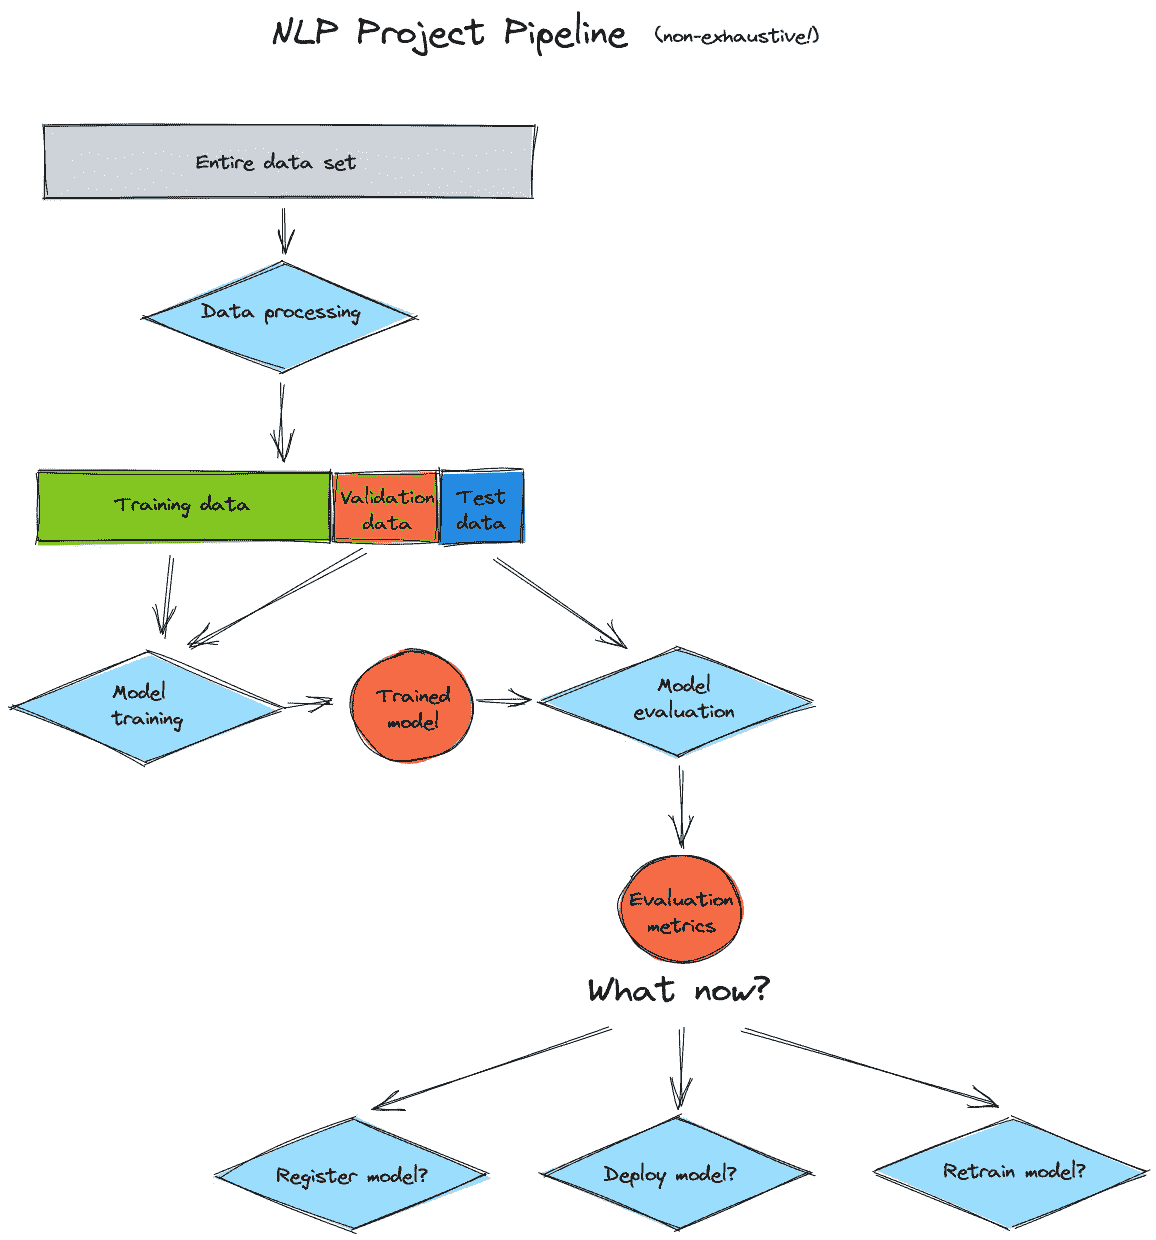 NLP Project Pipeline (non-exhaustive!)
Entire data set
Data processing
Training data
Validation
data
Test
data
Model
training
Trained
model
Model
evaluation
Evaluation
metrics
What now?
Register model?
Deploy model?
Retrain model?